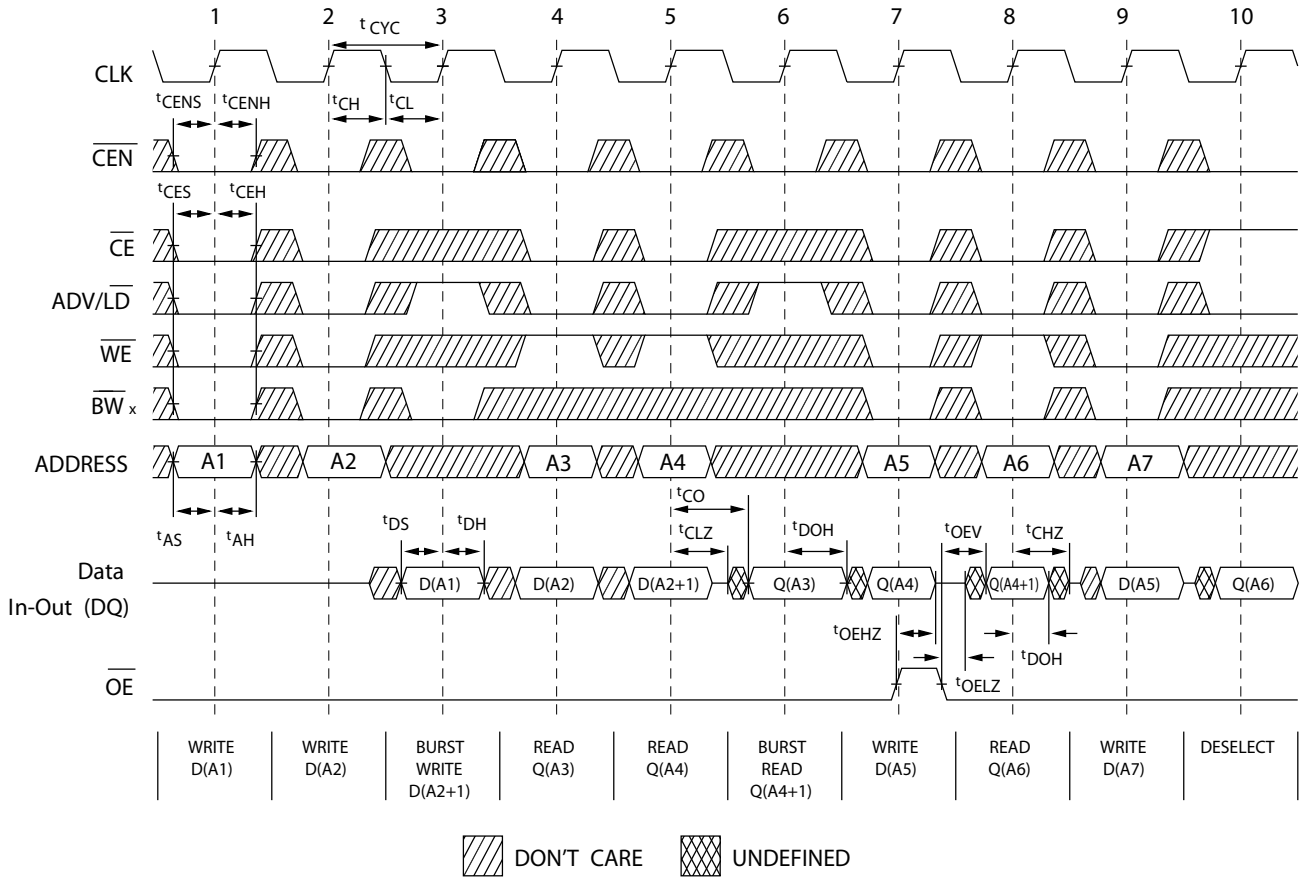 1 2 3 4 5 6 7 8 9 10
t CYC
CLK
tCENS tCENH
tCH tCL
CEN
tCES tCEH
CE
ADV/LD
WE
BW x
ADDRESS A1 A2 A3 A4 A5 A6 A7
tCO
tAS tAH tDS tDH tCLZ tDOH tOEV tCHZ
Data
In-Out (DQ)
D(A1) D(A2) D(A2+1) Q(A3) Q(A4) Q(A4+1) D(A5) Q(A6)
tOEHZ tDOH
tOELZ
OE
WRITE
D(A1)
WRITE
D(A2)
BURST
WRITE
D(A2+1)
READ
Q(A3)
READ
Q(A4)
BURST
READ
Q(A4+1)
WRITE
D(A5)
READ
Q(A6)
WRITE
D(A7)
DESELECT
DON'T CARE UNDEFINED